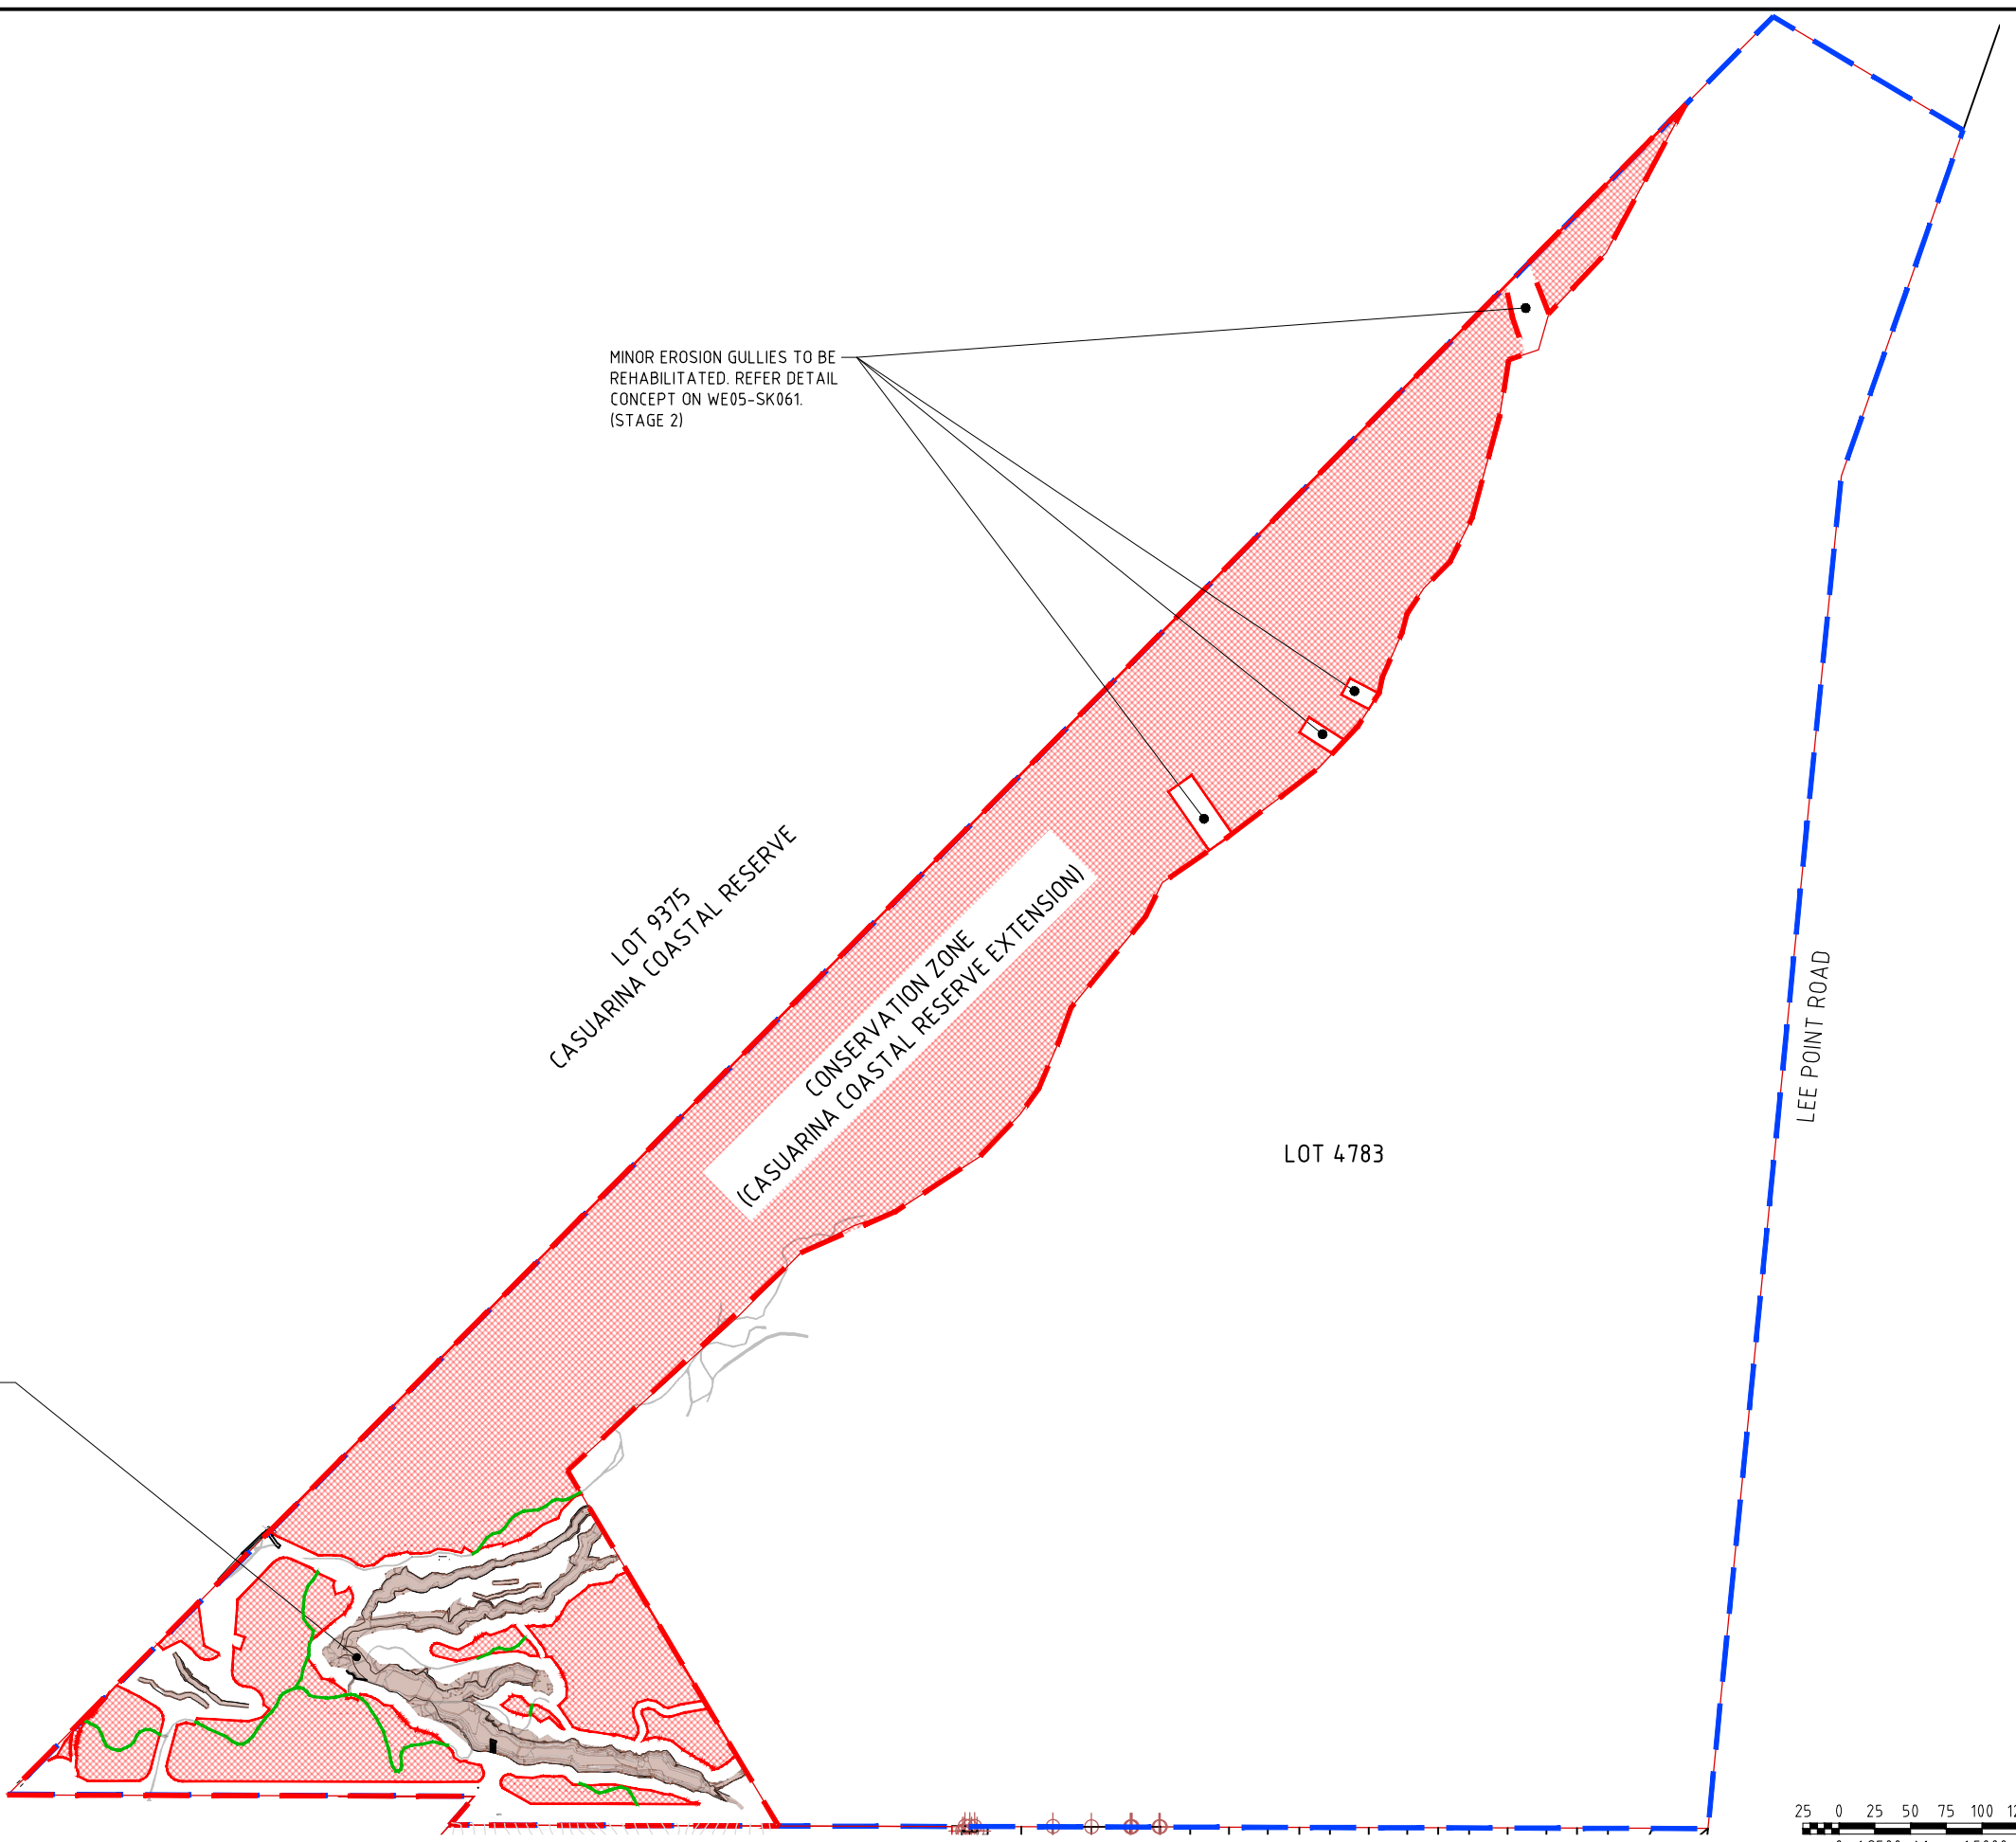 MINOR EROSION GULLIES TO BE
REHABILITATED. REFER DETAIL
CONCEPT ON WE05-SK061.
(STAGE 2)
LOT 9375
CASUARINA COASTAL RESERVE
CONSERVATION ZONE
(CASUARINA COASTAL RESERVE EXTENSION)
LOT 4783
LEE POINT ROAD
25 0 25 50 75 100